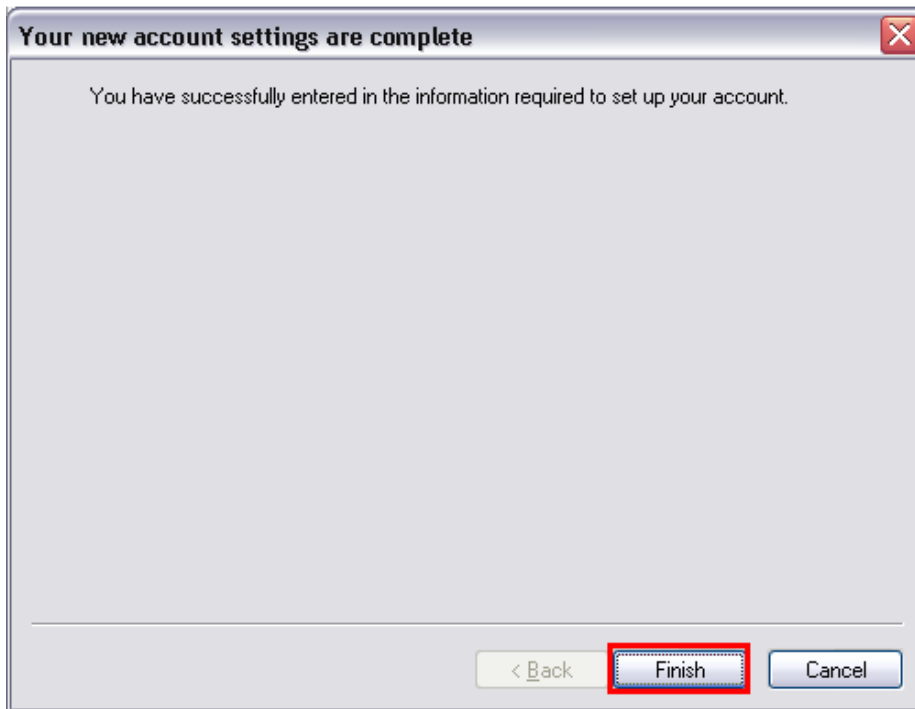 Your new account settings are complete
You have successfully entered in the information required to set up your account.
< Back Finish Cancel